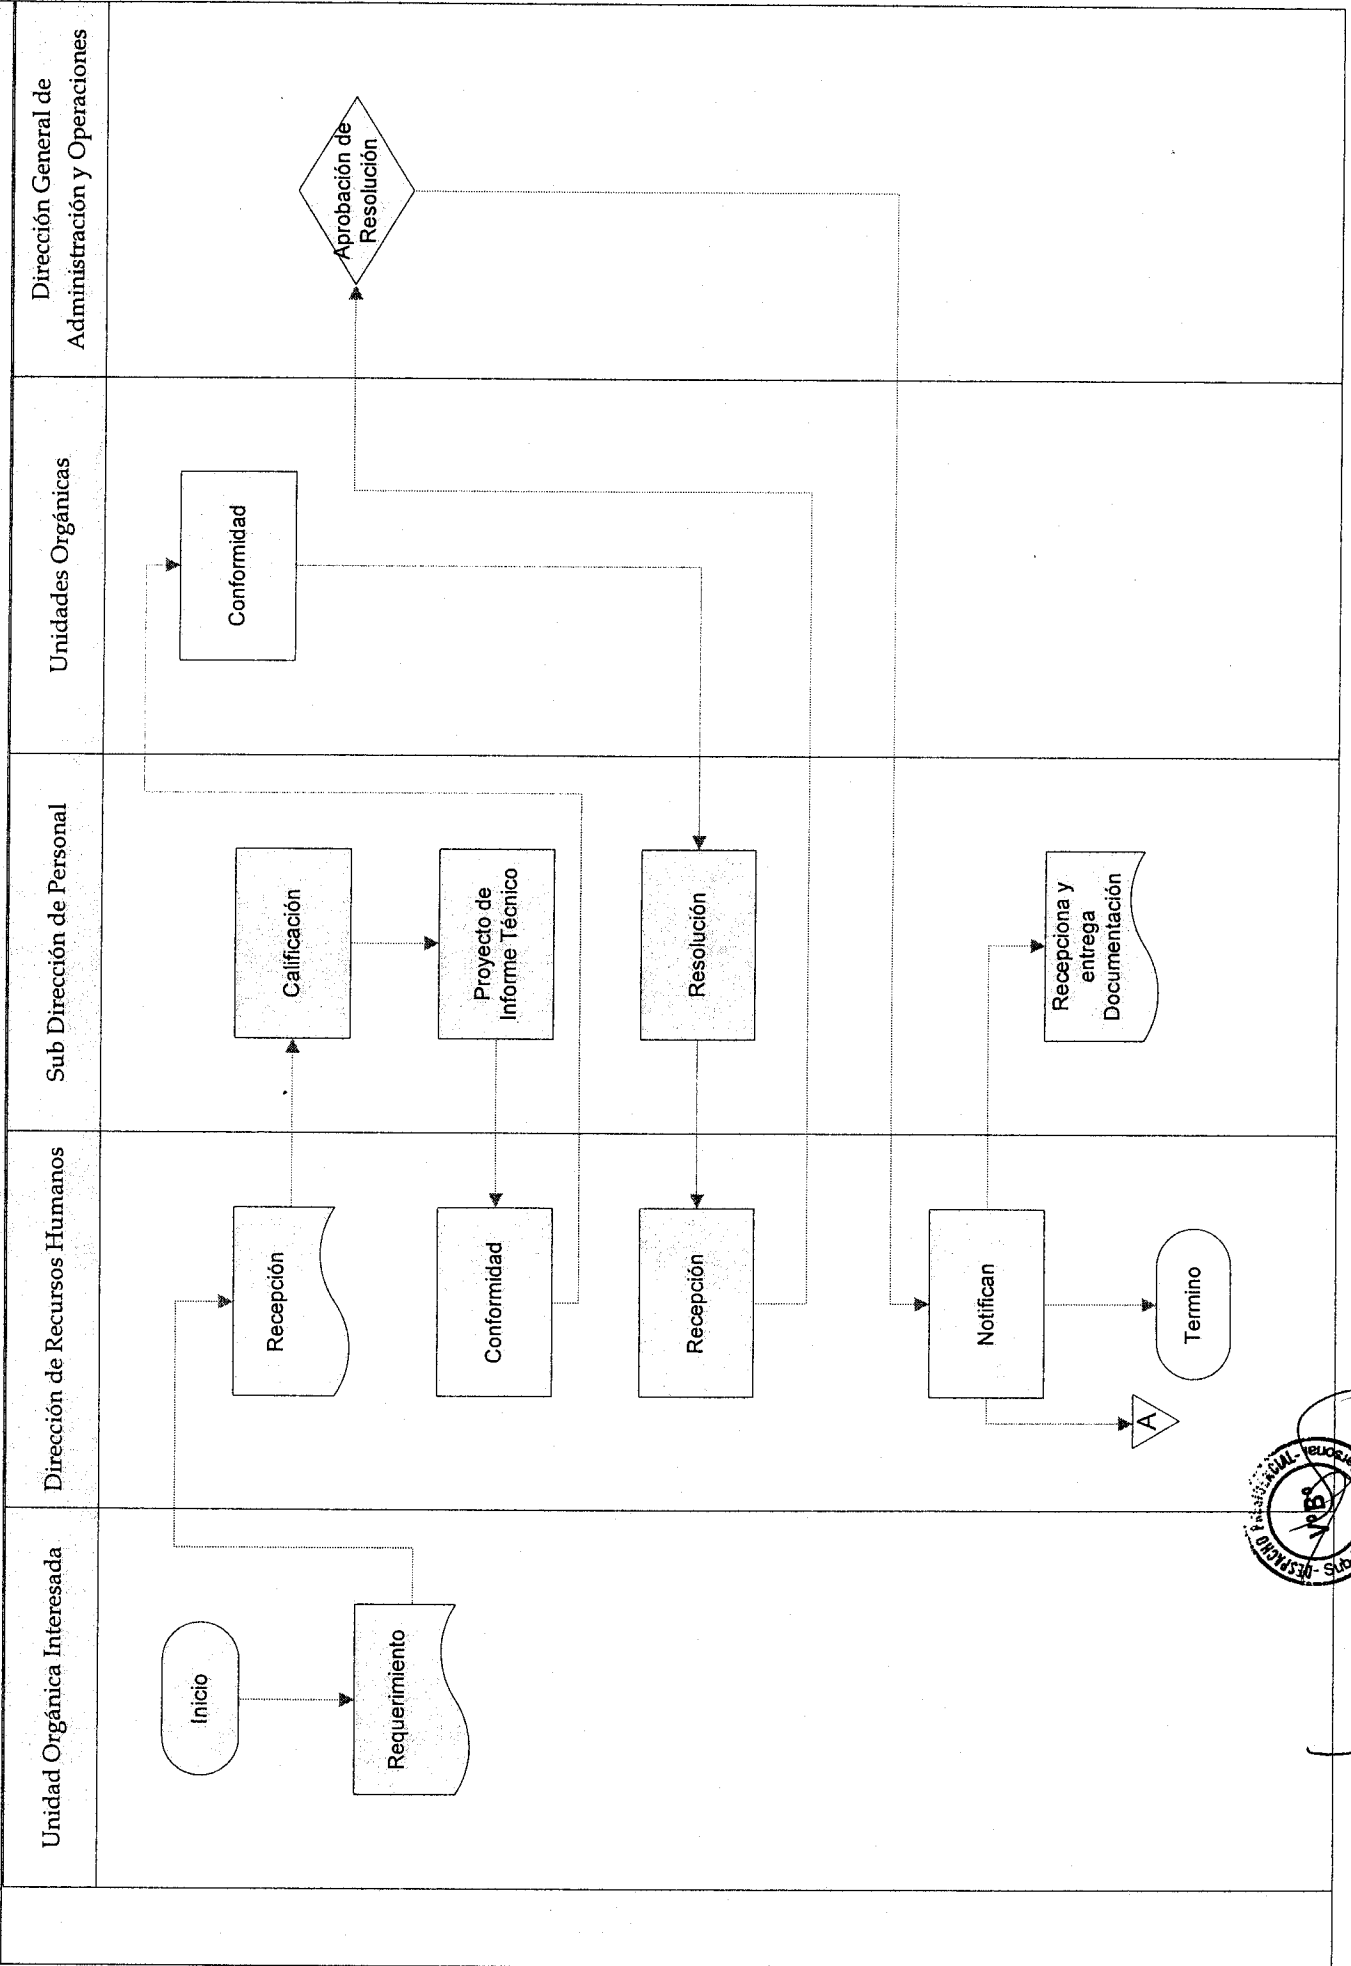 Unidad Orgánica Interesada
Dirección de Recursos Humanos
Sub Dirección de Personal
Unidades Orgánicas
Dirección General de
Administración y Operaciones
Inicio
Requerimiento
Recepción
Calificación
Proyecto de
Informe Técnico
Conformidad
Conformidad
Resolución
Recepción
Aprobación de
Resolución
Notifican
A
Termino
Recepciona y
entrega
Documentación
DESPACHO PRESIDENCIAL
V°B°